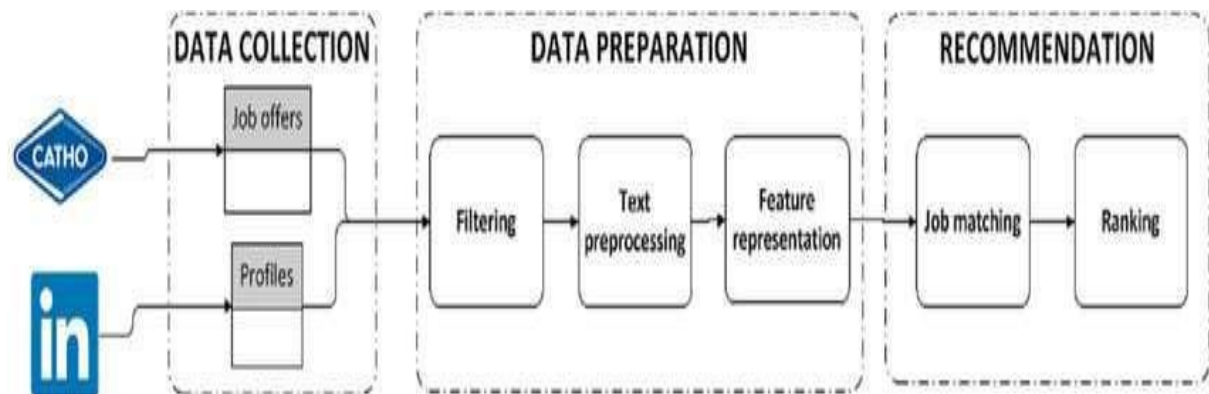 DATA COLLECTION
DATA PREPARATION
RECOMMENDATION
CATHO
Job offers
Profiles
in
Filtering
Text
preprocessing
Feature
representation
Job matching
Ranking